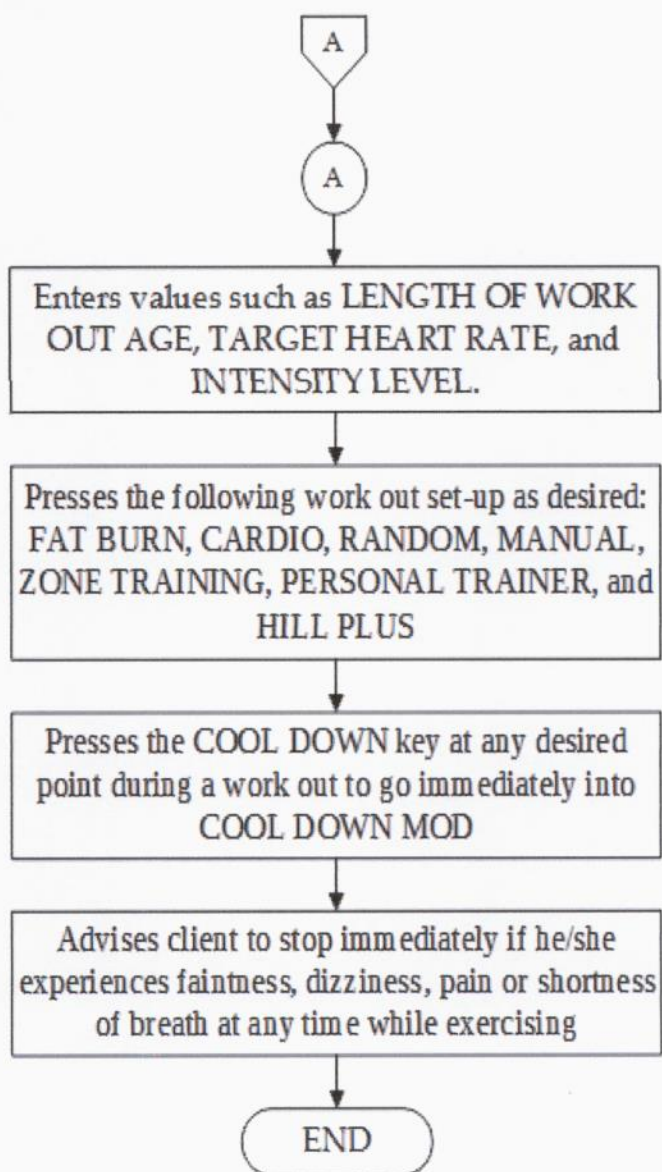 A
A
Enters values such as LENGTH OF WORK
OUT AGE, TARGET HEART RATE, and
INTENSITY LEVEL.
Presses the following work out set-up as desired:
FAT BURN, CARDIO, RANDOM, MANUAL,
ZONE TRAINING, PERSONAL TRAINER, and
HILL PLUS
Presses the COOL DOWN key at any desired
point during a work out to go immediately into
COOL DOWN MOD
Advises client to stop immediately if he/she
experiences faintness, dizziness, pain or shortness
of breath at any time while exercising
END